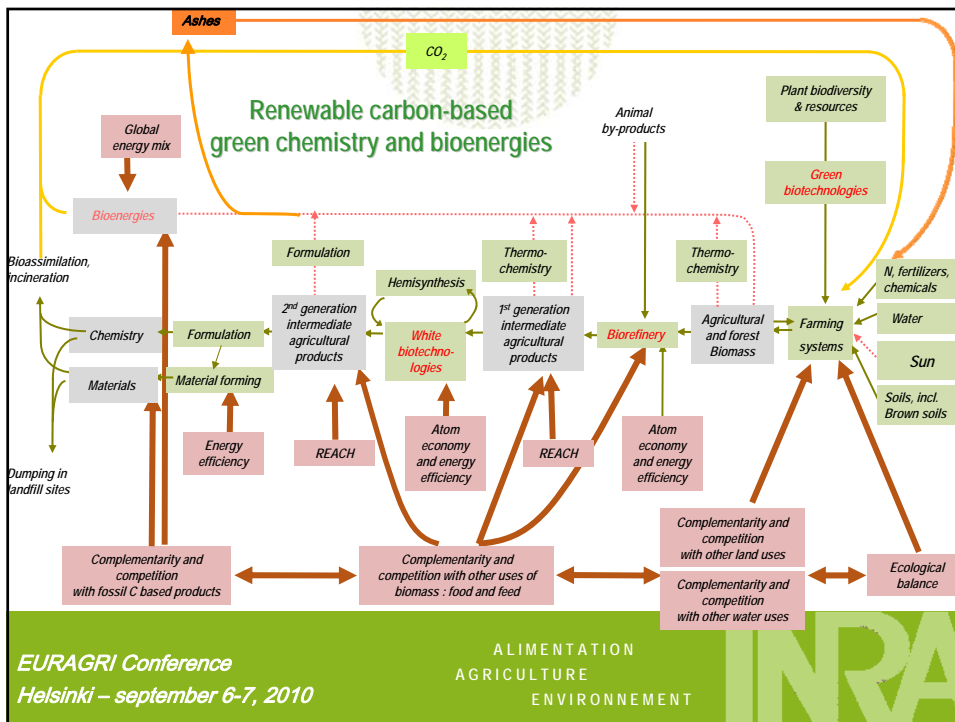 Ashes
CO2
Renewable carbon-based
green chemistry and bioenergies
Animal
by-products
Plant biodiversity
& resources
Global
energy mix
Green
biotechnologies
Bioenergies
Bioassimilation,
incineration
Formulation
Thermo-
chemistry
Thermo-
chemistry
N, fertilizers,
chemicals
Hemisynthesis
Water
Chemistry
Formulation
2nd generation
intermediate
agricultural
products
White
biotechno-
logies
1st generation
intermediate
agricultural
products
Biorefinery
Agricultural
and forest
Biomass
Farming
systems
Sun
Materials
Material forming
Soils, incl.
Brown soils
Energy
efficiency
REACH
Atom
economy
and energy
efficiency
REACH
Atom
economy
and energy
efficiency
Dumping in
landfill sites
Complementarity and
competition
with fossil C based products
Complementarity and
competition with other uses of
biomass : food and feed
Complementarity and
competition
with other land uses
Complementarity and
competition
with other water uses
Ecological
balance
EURAGRI Conference
Helsinki – september 6-7, 2010
ALIMENTATION
AGRICULTURE
ENVIRONNEMENT
INRA